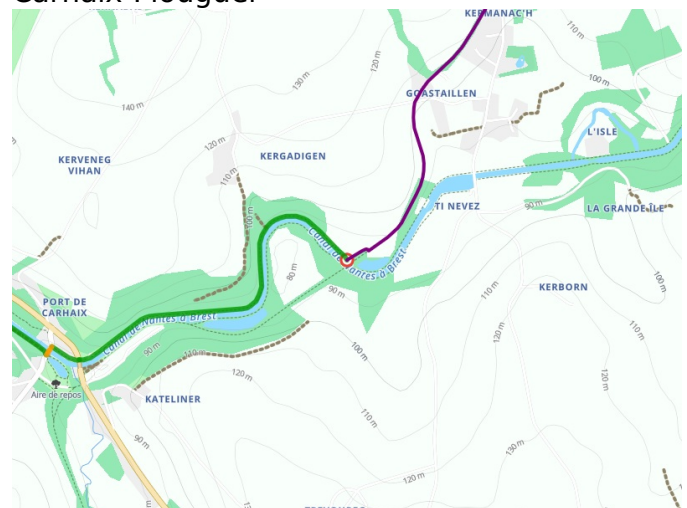 Carhaix-Plouguer
KERMANAC'H
120 m
130 m
100 m
GOASTAILLEN
140 m
120 m
L'ISLE
KERVENEG
VIHAN
KERGADIGEN
110 m
100 m
90 m
TI NEVEZ
LA GRANDE ÎLE
Canal de Nantes à Brest
80 m
90 m
100 m
110 m
KERBORN
PORT DE
CARHAIX
Canal de Nantes à Brest
90 m
110 m
100 m
110 m
120 m
120 m
Aire de repos
KATELINER
110 m
120 m
90 m
130 m